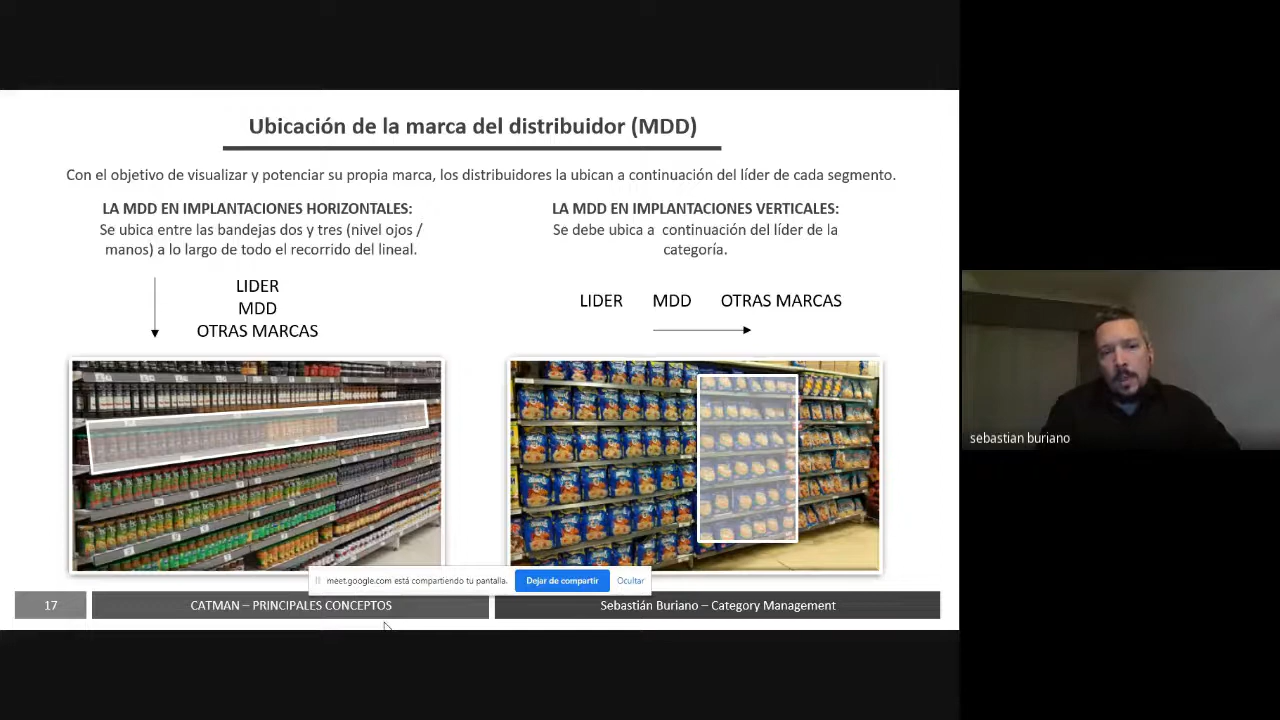 Ubicación de la marca del distribuidor (MDD)
Con el objetivo de visualizar y potenciar su propia marca, los distribuidores la ubican a continuación del líder de cada segmento.
LA MDD EN IMPLANTACIONES HORIZONTALES:
Se ubica entre las bandejas dos y tres (nivel ojos /
manos) a lo largo de todo el recorrido del lineal.
LIDER
MDD
OTRAS MARCAS
LA MDD EN IMPLANTACIONES VERTICALES:
Se debe ubica a continuación del líder de la
categoría.
LIDER MDD OTRAS MARCAS
meet.google.com está compartiendo tu pantalla.
Dejar de compartir
Ocultar
17
CATMAN – PRINCIPALES CONCEPTOS
Sebastián Buriano – Category Management
sebastian buriano